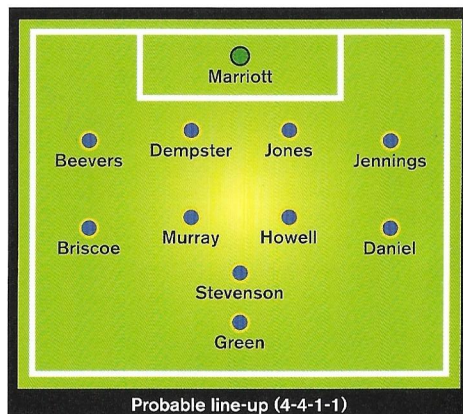 Marriott
Beevers Dempster Jones Jennings
Briscoe Murray Howell Daniel
Stevenson
Green
Probable line-up (4-4-1-1)